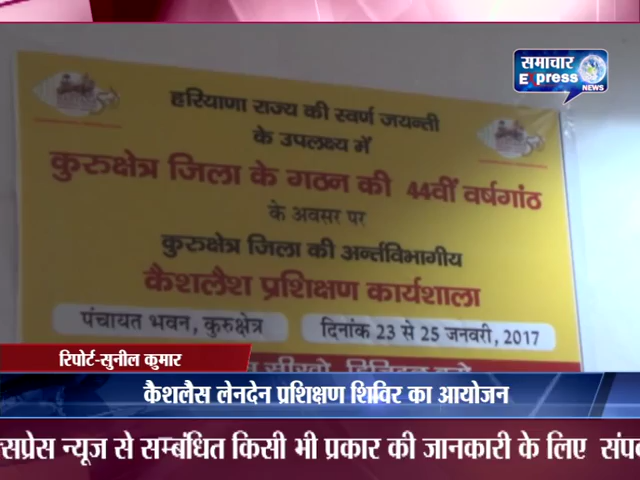 समाचार
Express
NEWS
हरियाणा राज्य की स्वर्ण जयन्ती
के उपलक्ष्य में
कुरुक्षेत्र जिला के गठन की 44वीं वर्षगांठ
के अवसर पर
कुरुक्षेत्र जिला की अर्न्तविभागीय
कैशलैश प्रशिक्षण कार्यशाला
पंचायत भवन, कुरुक्षेत्र
दिनांक 23 से 25 जनवरी, 2017
रिपोर्ट-सुनील कुमार
कैशलैस लेनदेन प्रशिक्षण शिविर का आयोजन
न्यूज से सम्बंधित किसी भी प्रकार की जानकारी के लिए